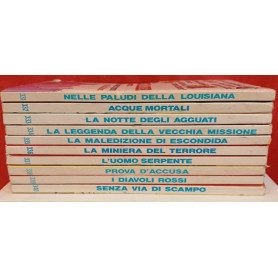 NELLE PALUDI DELLA LOUISIANA
ACQUE MORTALI
LA NOTTE DEGLI AGGUATI
LA LEGGENDA DELLA VECCHIA MISSIONE
LA MALEDIZIONE DI ESCONDIDA
LA MINIERA DEL TERRORE
L'UOMO SERPENTE
PROVA D'ACCUSA
I DIAVOLI ROSSI
SENZA VIA DI SCAMPO